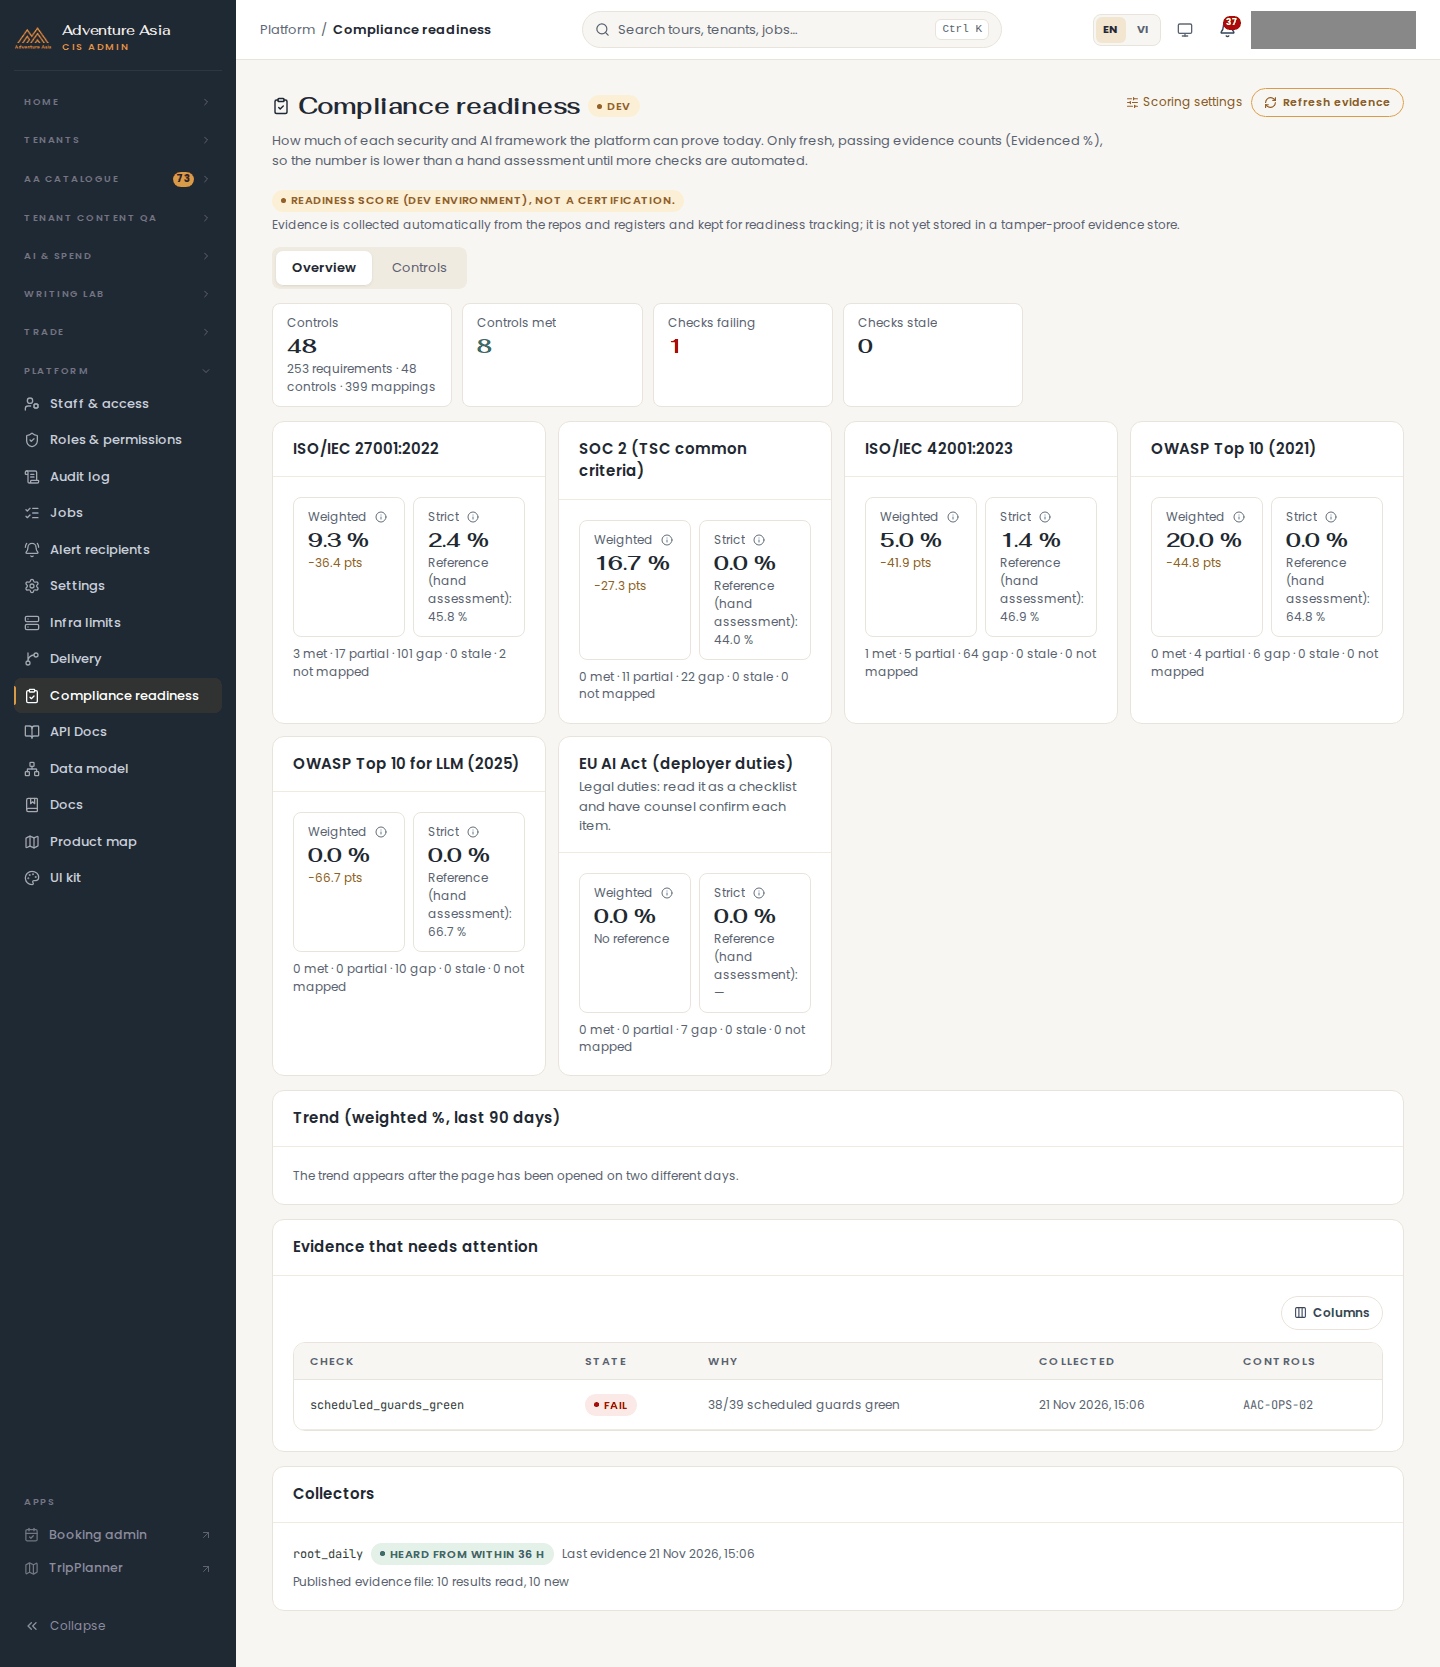 Adventure Asia
CIS ADMIN
Adventure Asia
HOME
TENANTS
AA CATALOGUE 73
TENANT CONTENT QA
AI & SPEND
WRITING LAB
TRADE
PLATFORM
Staff & access
Roles & permissions
Audit log
Jobs
Alert recipients
Settings
Infra limits
Delivery
Compliance readiness
API Docs
Data model
Docs
Product map
UI kit
APPS
Booking admin
TripPlanner
Collapse
Platform / Compliance readiness
Search tours, tenants, jobs... Ctrl K
EN VI
37
Compliance readiness DEV
Scoring settings Refresh evidence
How much of each security and AI framework the platform can prove today. Only fresh, passing evidence counts (Evidenced %),
so the number is lower than a hand assessment until more checks are automated.
READINESS SCORE (DEV ENVIRONMENT), NOT A CERTIFICATION.
Evidence is collected automatically from the repos and registers and kept for readiness tracking; it is not yet stored in a tamper-proof evidence store.
Overview Controls
Controls
48
253 requirements · 48
controls · 399 mappings
Controls met
8
Checks failing
1
Checks stale
0
ISO/IEC 27001:2022
Weighted
9.3 %
-36.4 pts
Strict
2.4 %
Reference
(hand
assessment):
45.8 %
3 met · 17 partial · 101 gap · 0 stale · 2
not mapped
SOC 2 (TSC common
criteria)
Weighted
16.7 %
-27.3 pts
Strict
0.0 %
Reference
(hand
assessment):
44.0 %
0 met · 11 partial · 22 gap · 0 stale · 0
not mapped
ISO/IEC 42001:2023
Weighted
5.0 %
-41.9 pts
Strict
1.4 %
Reference
(hand
assessment):
46.9 %
1 met · 5 partial · 64 gap · 0 stale · 0 not
mapped
OWASP Top 10 (2021)
Weighted
20.0 %
-44.8 pts
Strict
0.0 %
Reference
(hand
assessment):
64.8 %
0 met · 4 partial · 6 gap · 0 stale · 0 not
mapped
OWASP Top 10 for LLM (2025)
Weighted
0.0 %
-66.7 pts
Strict
0.0 %
Reference
(hand
assessment):
66.7 %
0 met · 0 partial · 10 gap · 0 stale · 0 not
mapped
EU AI Act (deployer duties)
Legal duties: read it as a checklist
and have counsel confirm each
item.
Weighted
0.0 %
No reference
Strict
0.0 %
Reference
(hand
assessment):
—
0 met · 0 partial · 7 gap · 0 stale · 0 not
mapped
Trend (weighted %, last 90 days)
The trend appears after the page has been opened on two different days.
Evidence that needs attention
Columns
CHECK STATE WHY COLLECTED CONTROLS
scheduled_guards_green FAIL 38/39 scheduled guards green 21 Nov 2026, 15:06 AAC-OPS-02
Collectors
root_daily HEARD FROM WITHIN 36 H Last evidence 21 Nov 2026, 15:06
Published evidence file: 10 results read, 10 new